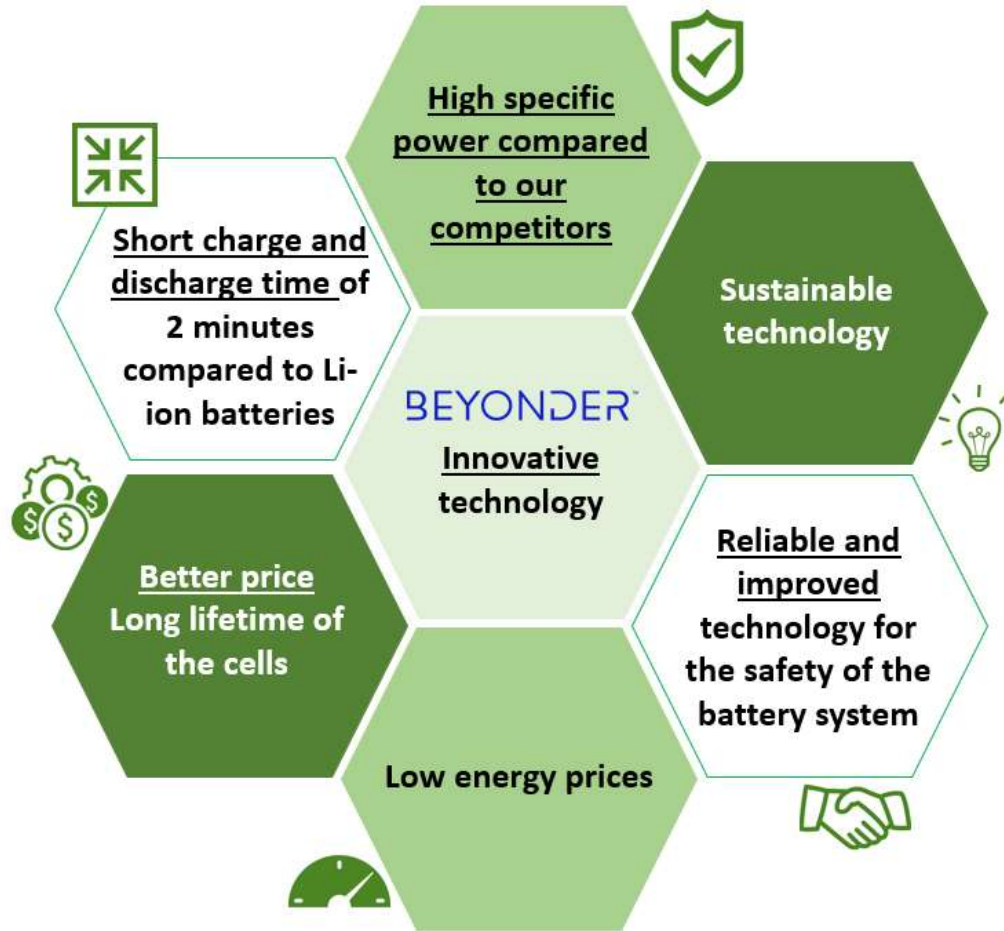 High specific
power compared
to our
competitors
Short charge and
discharge time of
2 minutes
compared to Li-
ion batteries
Sustainable
technology
BEYONDER™
Innovative
technology
Better price
Long lifetime of
the cells
Reliable and
improved
technology for
the safety of the
battery system
Low energy prices
$
$
$